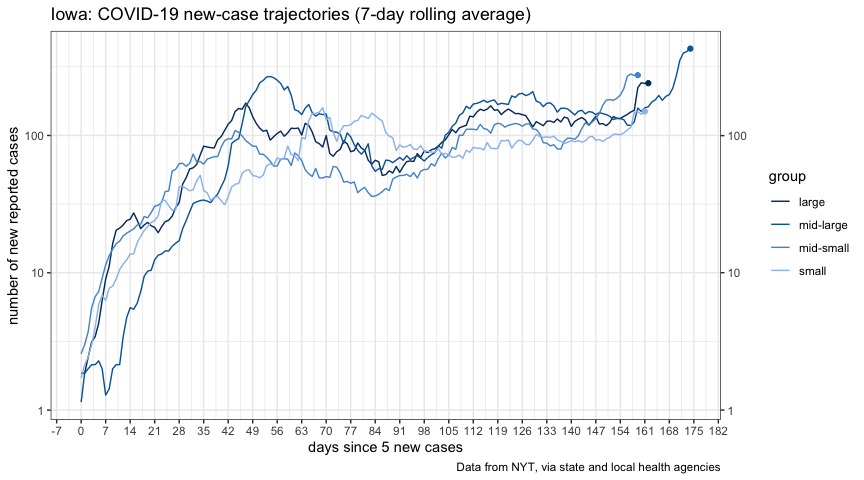 Iowa: COVID-19 new-case trajectories (7-day rolling average)
number of new reported cases
100
10
1
100
10
1
-7 0 7 14 21 28 35 42 49 56 63 70 77 84 91 98 105 112 119 126 133 140 147 154 161 168 175 182
days since 5 new cases
group
large
mid-large
mid-small
small
Data from NYT, via state and local health agencies